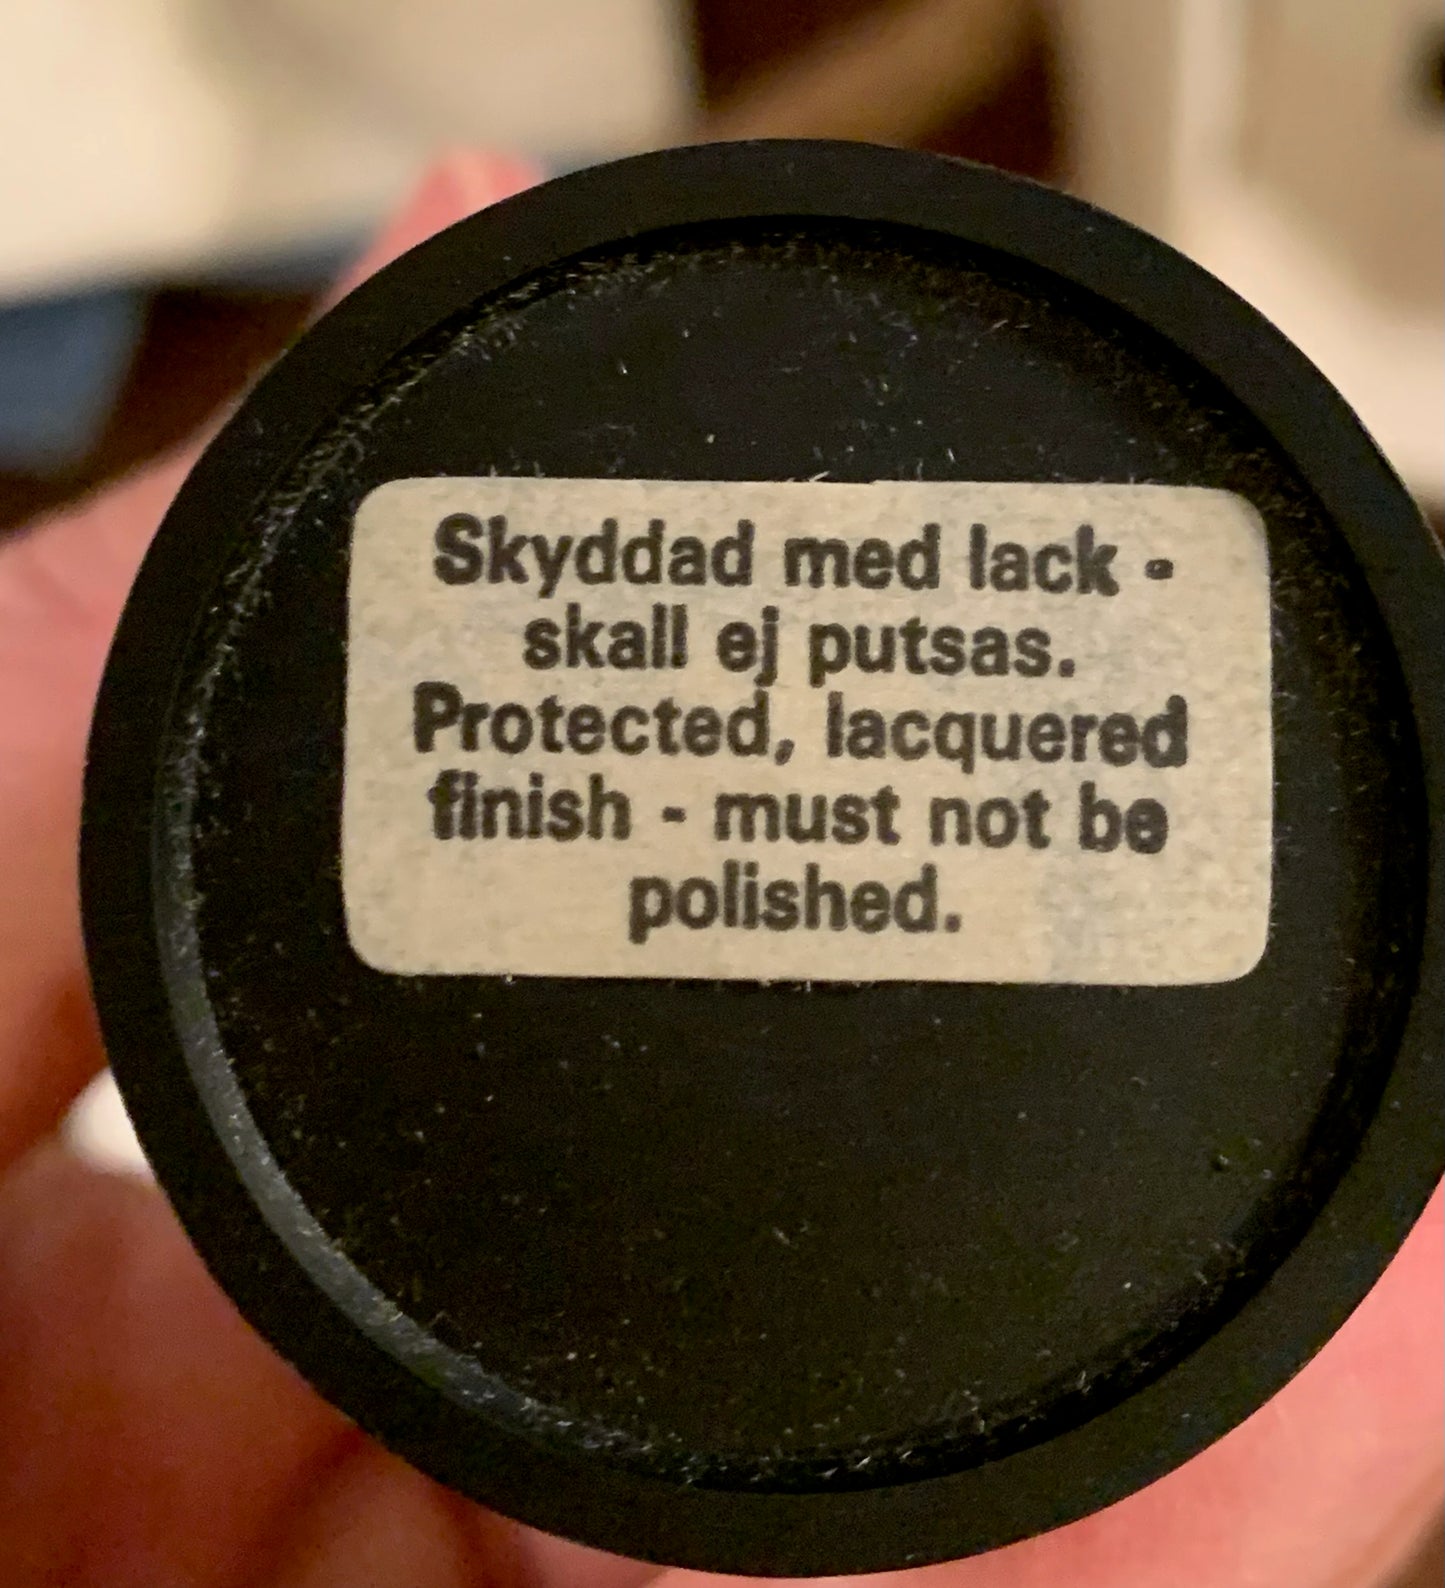 Skyddad med lack -
skall ej putsas.
Protected, lacquered
finish - must not be
polished.